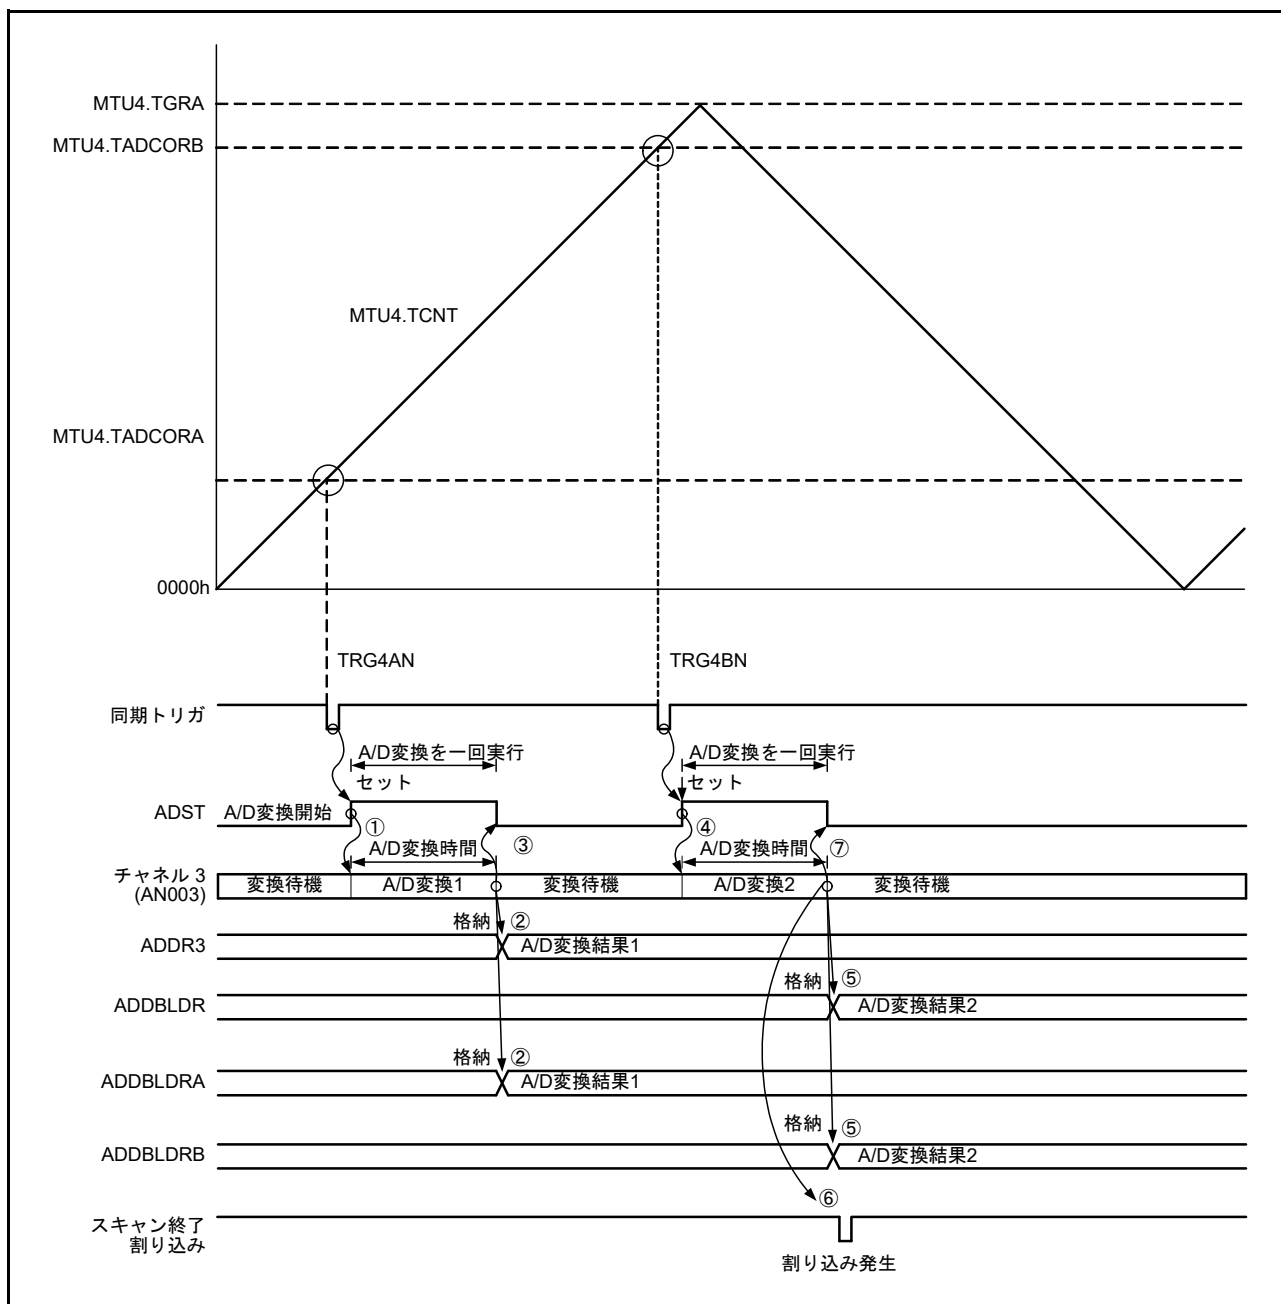 MTU4.TGRA
MTU4.TADCORB
MTU4.TCNT
MTU4.TADCORA
0000h
TRG4AN
TRG4BN
同期トリガ
A/D変換を一回実行
A/D変換を一回実行
セット
セット
ADST
A/D変換開始
①
③
④
⑦
A/D変換時間
A/D変換時間
チャネル 3
(AN003)
変換待機
A/D変換1
変換待機
A/D変換2
変換待機
格納
②
ADDR3
A/D変換結果1
格納
⑤
ADDBLDR
A/D変換結果2
格納
②
ADDBLDRA
A/D変換結果1
格納
⑤
ADDBLDRB
A/D変換結果2
⑥
スキャン終了
割り込み
割り込み発生